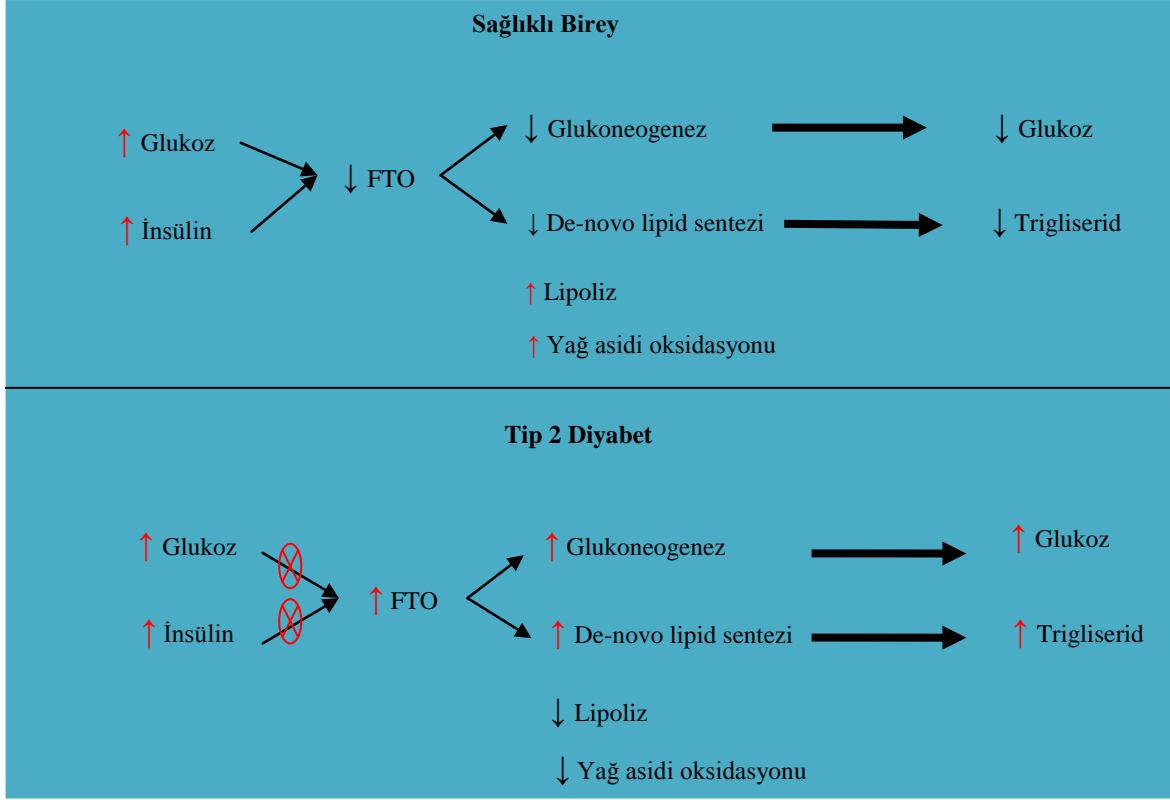 Sağlıklı Birey
↑ Glukoz
↑ İnsülin
↓ FTO
↓ Glukoneogenez
↓ Glukoz
↓ De-novo lipid sentezi
↓ Trigliserid
↑ Lipoliz
↑ Yağ asidi oksidasyonu
Tip 2 Diyabet
↑ Glukoz
↑ İnsülin
↑ FTO
↑ Glukoneogenez
↑ Glukoz
↑ De-novo lipid sentezi
↑ Trigliserid
↓ Lipoliz
↓ Yağ asidi oksidasyonu